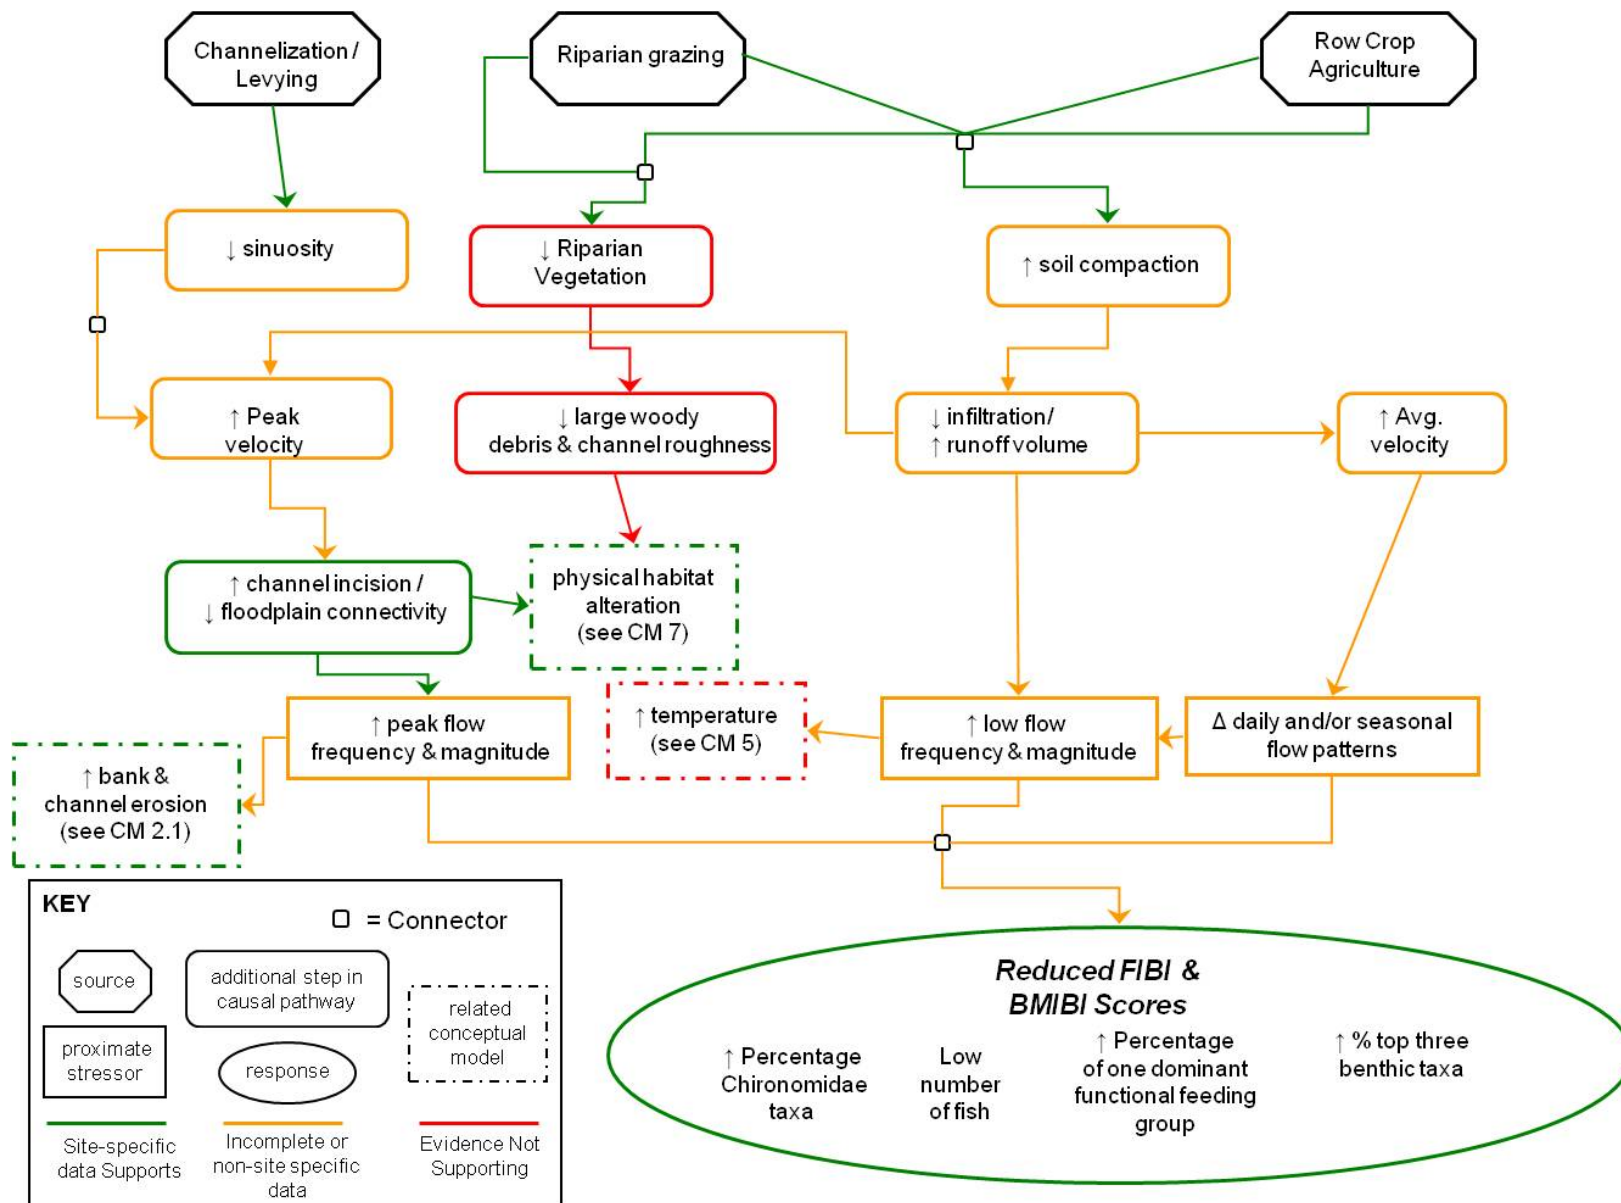 Channelization /
Levying
Riparian grazing
Row Crop
Agriculture
↓ sinuosity
↓ Riparian
Vegetation
↑ soil compaction
↑ Peak
velocity
↓ large woody
debris & channel roughness
↓ infiltration/
↑ runoff volume
↑ Avg.
velocity
↑ channel incision /
↓ floodplain connectivity
physical habitat
alteration
(see CM 7)
↑ peak flow
frequency & magnitude
↑ temperature
(see CM 5)
↑ low flow
frequency & magnitude
Δ daily and/or seasonal
flow patterns
↑ bank &
channel erosion
(see CM 2.1)
KEY
= Connector
source
additional step in
causal pathway
related
conceptual
model
proximate
stressor
response
Site-specific
data Supports
Incomplete or
non-site specific
data
Evidence Not
Supporting
Reduced FIBI &
BMIBI Scores
↑ Percentage
Chironomidae
taxa
Low
number
of fish
↑ Percentage
of one dominant
functional feeding
group
↑ % top three
benthic taxa